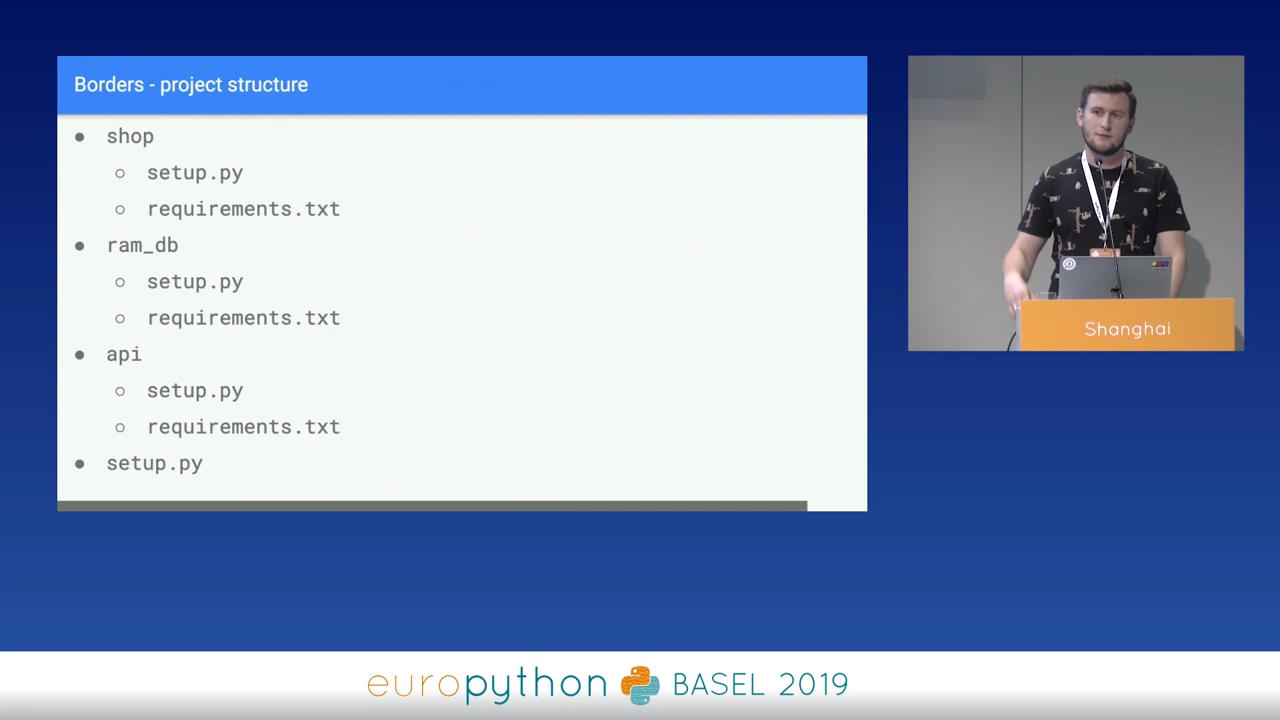 Borders - project structure
shop
setup.py
requirements.txt
ram_db
setup.py
requirements.txt
api
setup.py
requirements.txt
setup.py
Shanghai
europython BASEL 2019